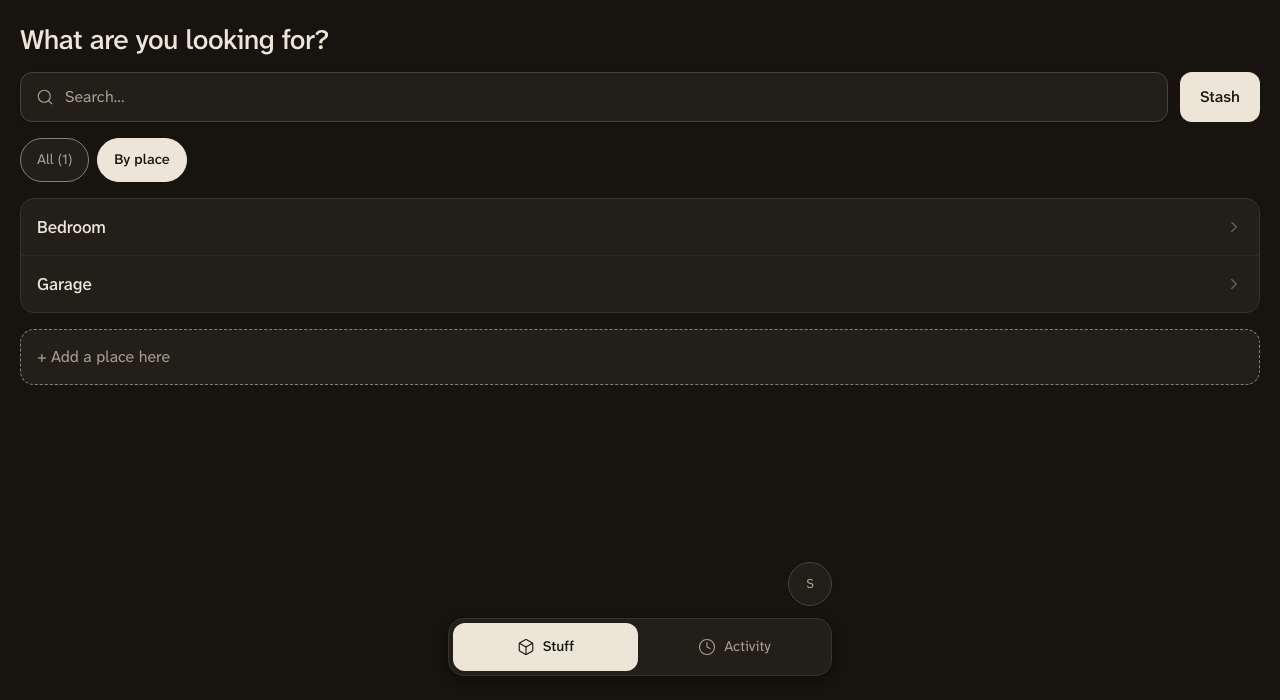 What are you looking for?
Search...
Stash
All (1)
By place
Bedroom
Garage
+ Add a place here
S
Stuff
Activity